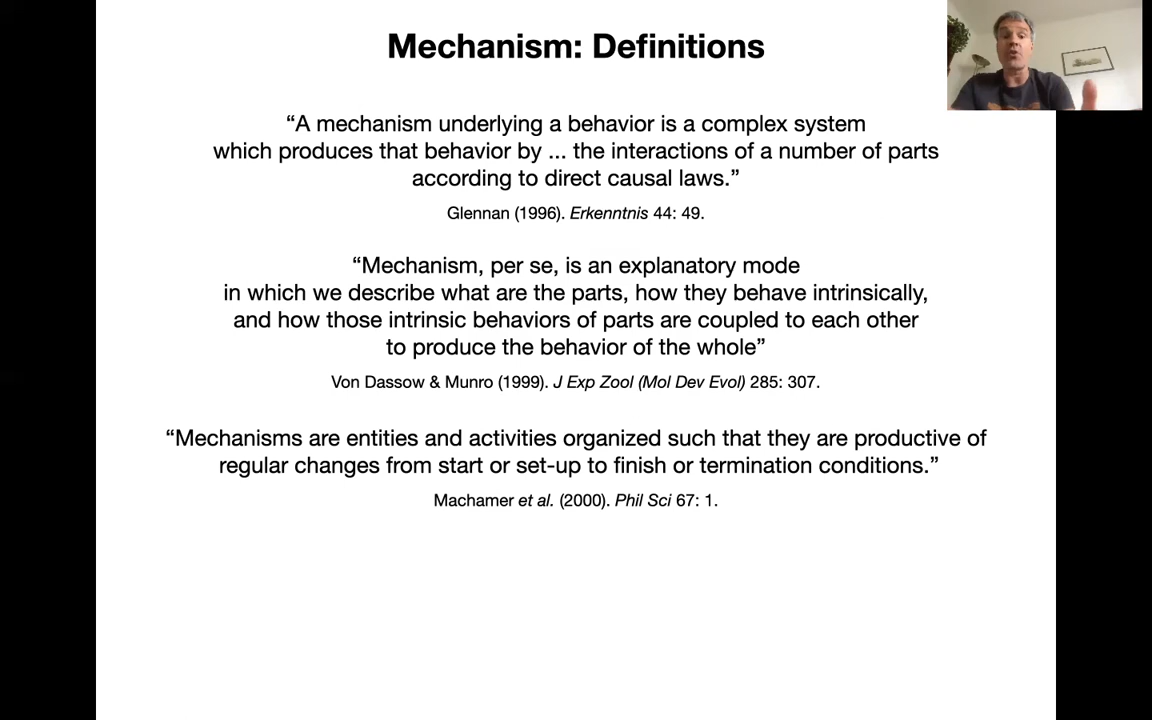 Mechanism: Definitions
“A mechanism underlying a behavior is a complex system
which produces that behavior by ... the interactions of a number of parts
according to direct causal laws.”
Glennan (1996). Erkenntnis 44: 49.
“Mechanism, per se, is an explanatory mode
in which we describe what are the parts, how they behave intrinsically,
and how those intrinsic behaviors of parts are coupled to each other
to produce the behavior of the whole”
Von Dassow & Munro (1999). J Exp Zool (Mol Dev Evol) 285: 307.
“Mechanisms are entities and activities organized such that they are productive of
regular changes from start or set-up to finish or termination conditions.”
Machamer et al. (2000). Phil Sci 67: 1.